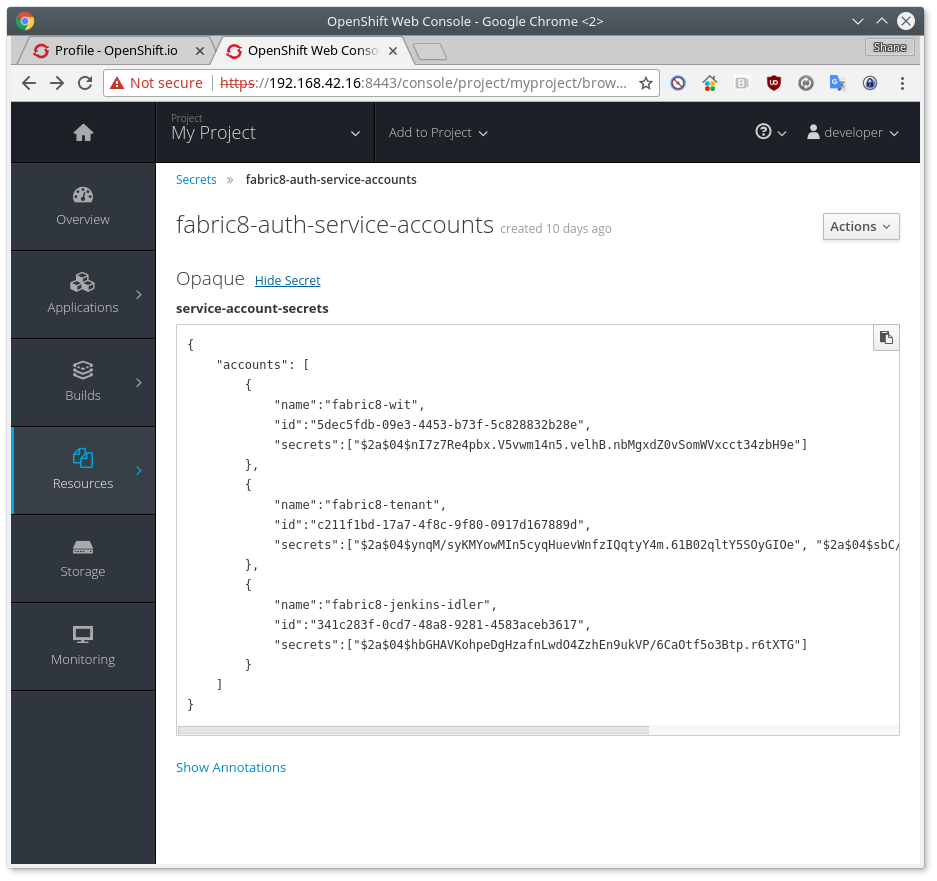 OpenShift Web Console - Google Chrome <2>
Profile - OpenShift.io
OpenShift Web Conso
Shane
Not secure
https://192.168.42.16:8443/console/project/myproject/brow...
Project
My Project
Add to Project
developer
Overview
Applications
Builds
Resources
Storage
Monitoring
Secrets » fabric8-auth-service-accounts
fabric8-auth-service-accounts created 10 days ago
Actions
Opaque Hide Secret
service-account-secrets
{
"accounts": [
{
"name":"fabric8-wit",
"id":"5dec5fdb-09e3-4453-b73f-5c828832b28e",
"secrets":["$2a$04$nI7z7Re4pbx.V5vwm14n5.velhB.nbMgxdZ0vSomWVxcct34zbH9e"]
},
{
"name":"fabric8-tenant",
"id":"c211f1bd-17a7-4f8c-9f80-0917d167889d",
"secrets":["$2a$04$ynqM/syKMYowMIn5cyqHuevWnfzIQqtyY4m.61B02qltY5SOyGIOe", "$2a$04$sbC/
},
{
"name":"fabric8-jenkins-idler",
"id":"341c283f-0cd7-48a8-9281-4583aceb3617",
"secrets":["$2a$04$hbGHAVKohpeDgHzafnLwdO4ZzhEn9ukVP/6CaOtf5o3Btp.r6tXTG"]
}
]
}
Show Annotations